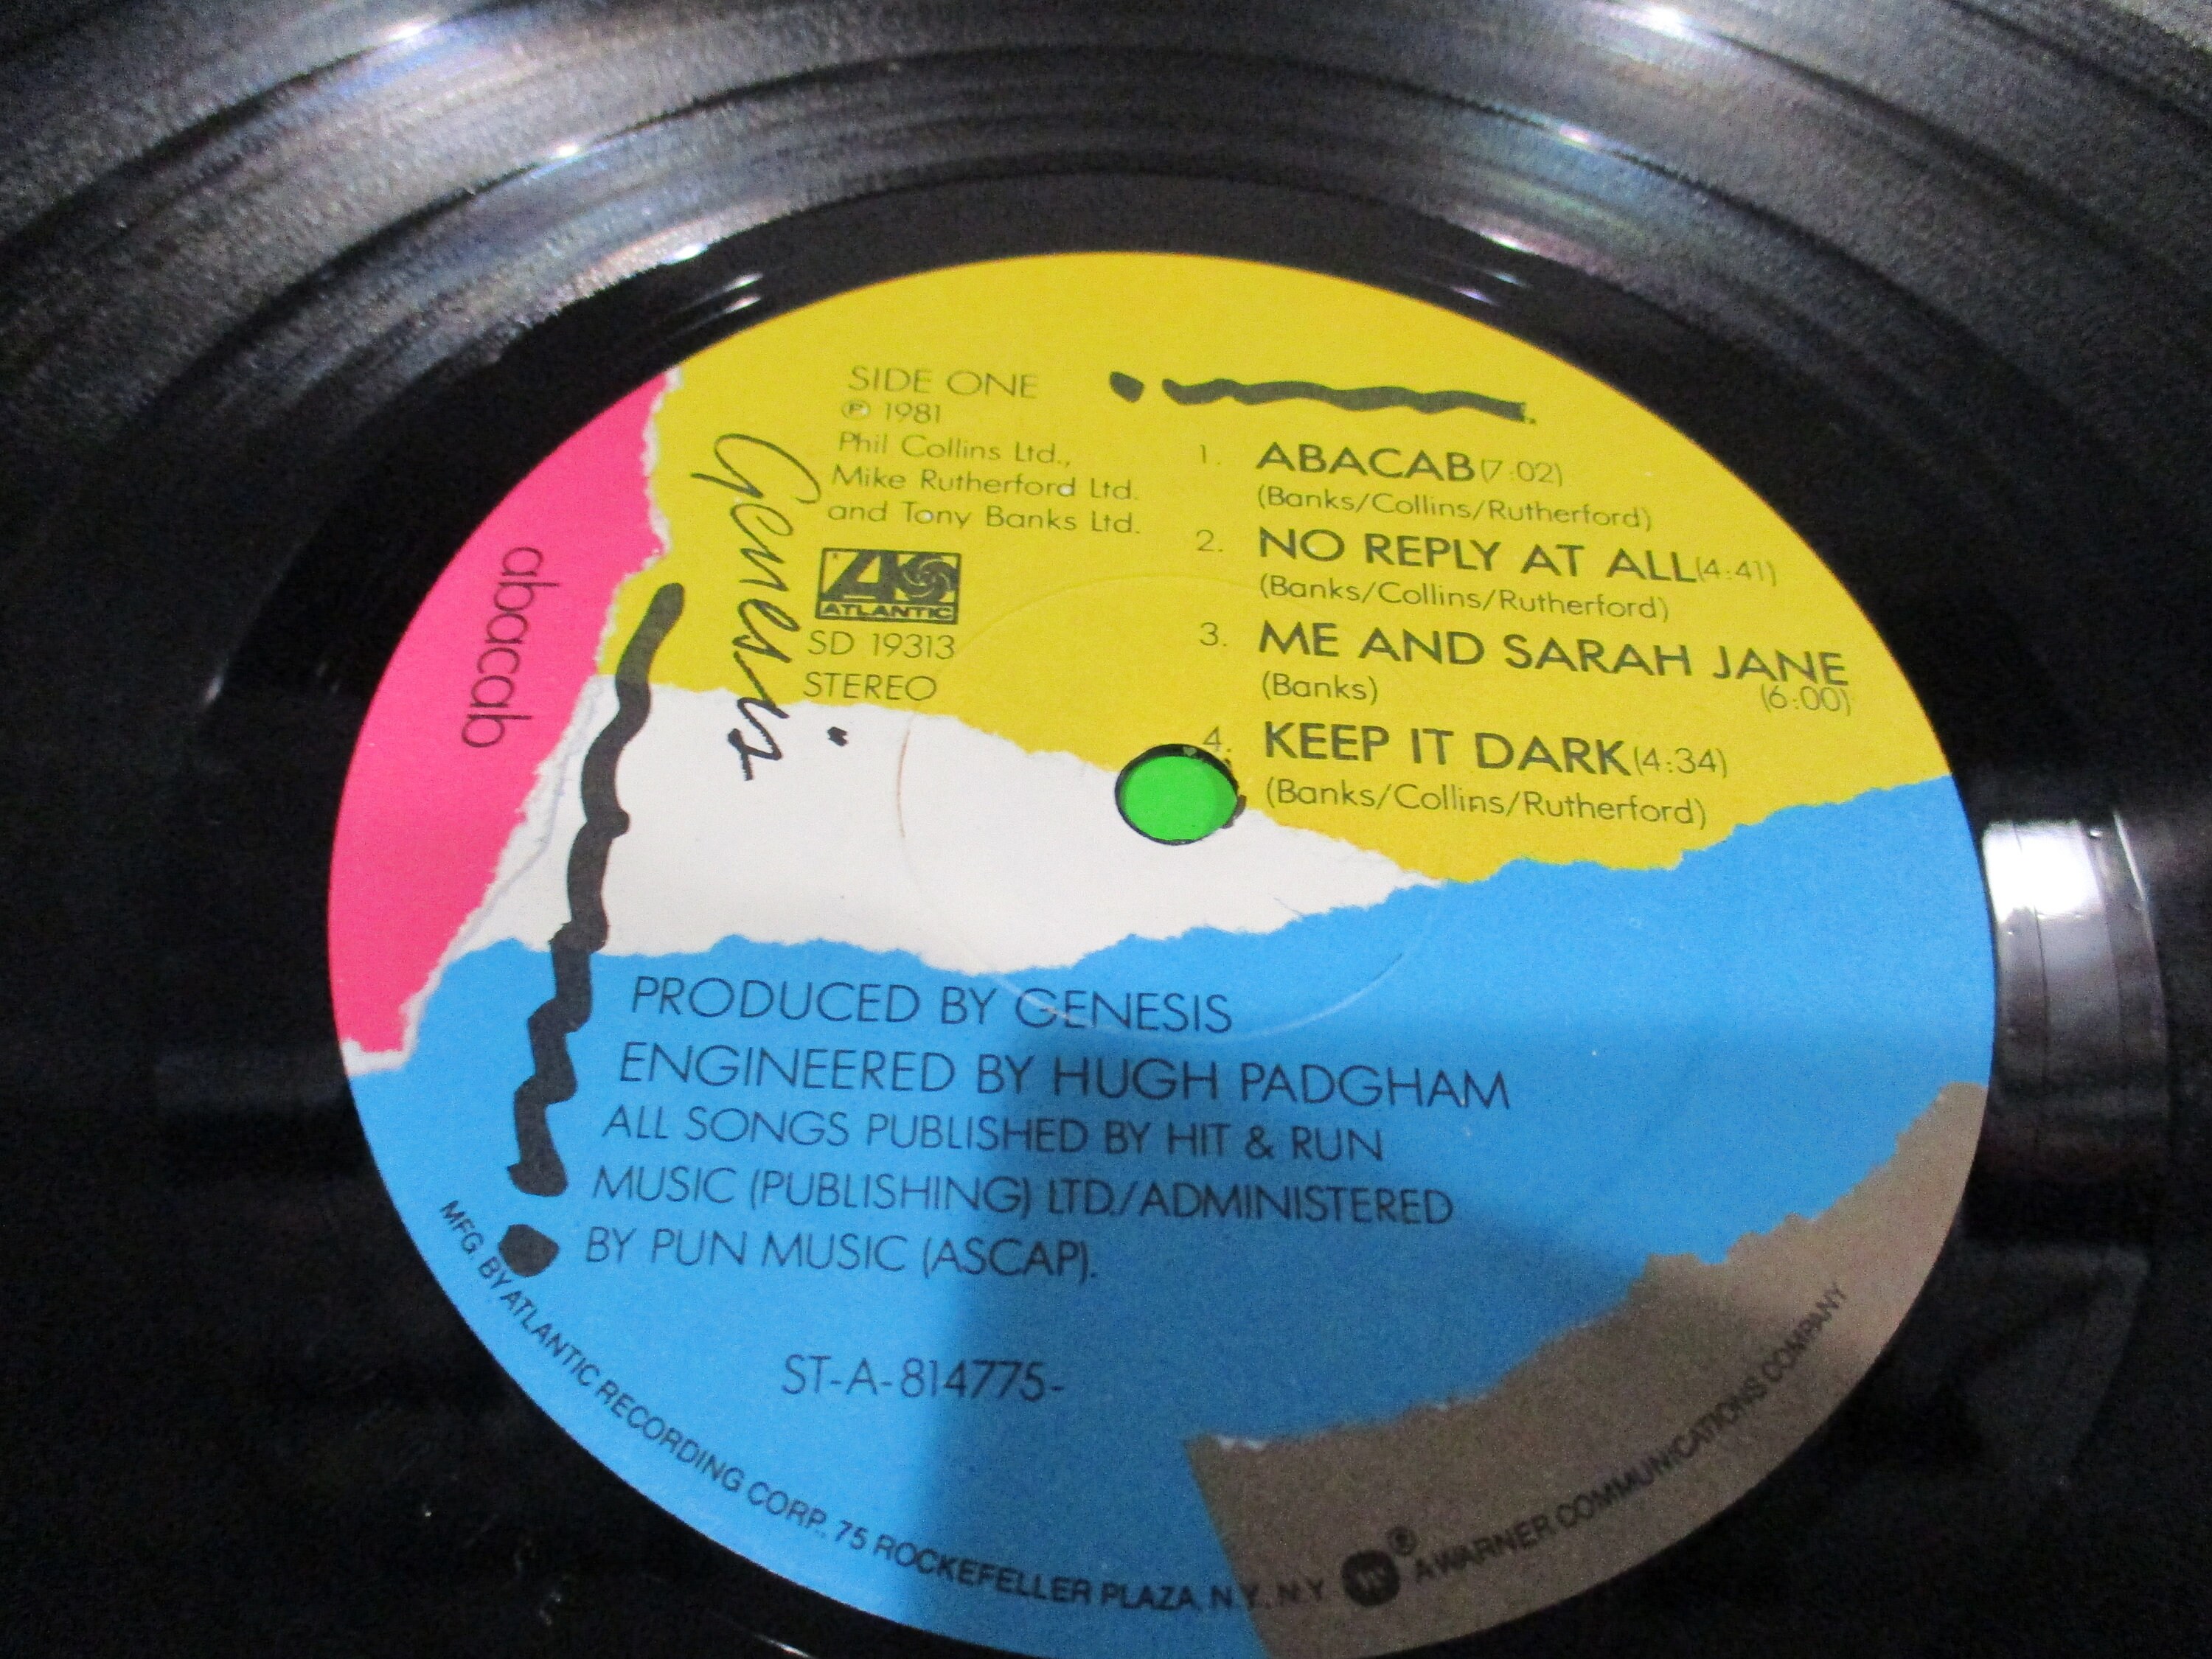 SIDE ONE
℗ 1981
Phil Collins Ltd.,
Mike Rutherford Ltd.
and Tony Banks Ltd.
ATLANTIC
SD 19313
STEREO
Genesis
abacab
1. ABACAB (7:02)
(Banks/Collins/Rutherford)
2. NO REPLY AT ALL (4:41)
(Banks/Collins/Rutherford)
3. ME AND SARAH JANE
(Banks) (6:00)
4. KEEP IT DARK (4:34)
(Banks/Collins/Rutherford)
PRODUCED BY GENESIS
ENGINEERED BY HUGH PADGHAM
ALL SONGS PUBLISHED BY HIT & RUN
MUSIC (PUBLISHING) LTD./ADMINISTERED
BY PUN MUSIC (ASCAP).
ST-A-814775-
MFG. BY ATLANTIC RECORDING CORP., 75 ROCKEFELLER PLAZA, N.Y., N.Y. ® A WARNER COMMUNICATIONS COMPANY